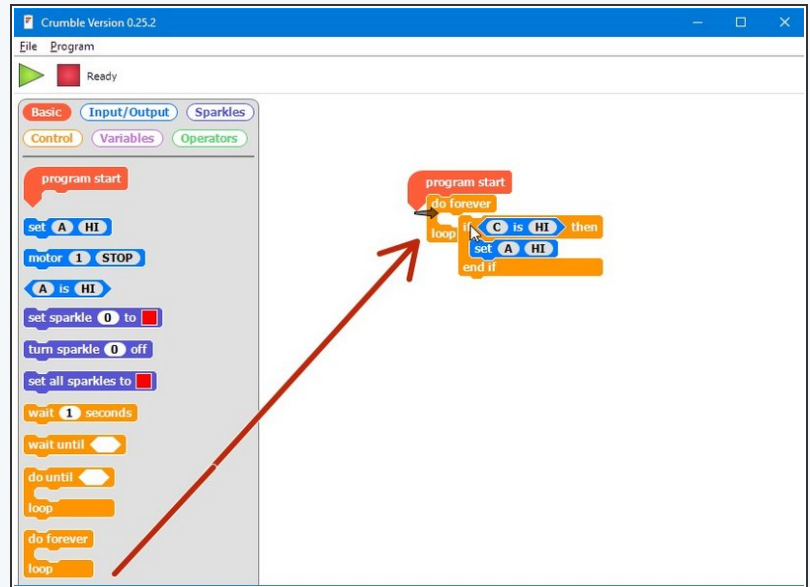 Crumble Version 0.25.2
File Program
Ready
Basic Input/Output Sparkles
Control Variables Operators
program start
set A HI
motor 1 STOP
A is HI
set sparkle 0 to
turn sparkle 0 off
set all sparkles to
wait 1 seconds
wait until
do until
loop
do forever
loop
program start
do forever
if C is HI then
loop
set A HI
end if